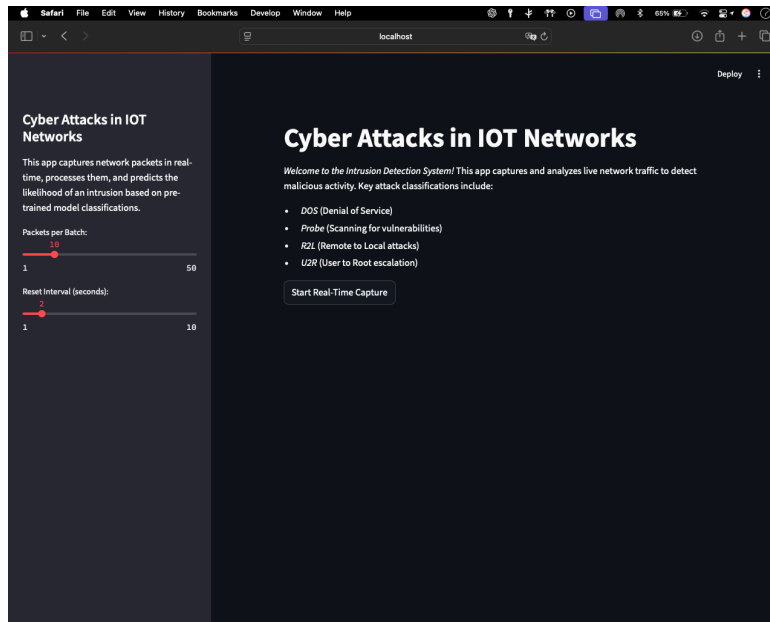 Safari File Edit View History Bookmarks Develop Window Help 65%
localhost
Deploy
Cyber Attacks in IOT
Networks
This app captures network packets in real-
time, processes them, and predicts the
likelihood of an intrusion based on pre-
trained model classifications.
Packets per Batch:
10
1 50
Reset Interval (seconds):
2
1 10
Cyber Attacks in IOT Networks
Welcome to the Intrusion Detection System! This app captures and analyzes live network traffic to detect
malicious activity. Key attack classifications include:
• DOS (Denial of Service)
• Probe (Scanning for vulnerabilities)
• R2L (Remote to Local attacks)
• U2R (User to Root escalation)
Start Real-Time Capture